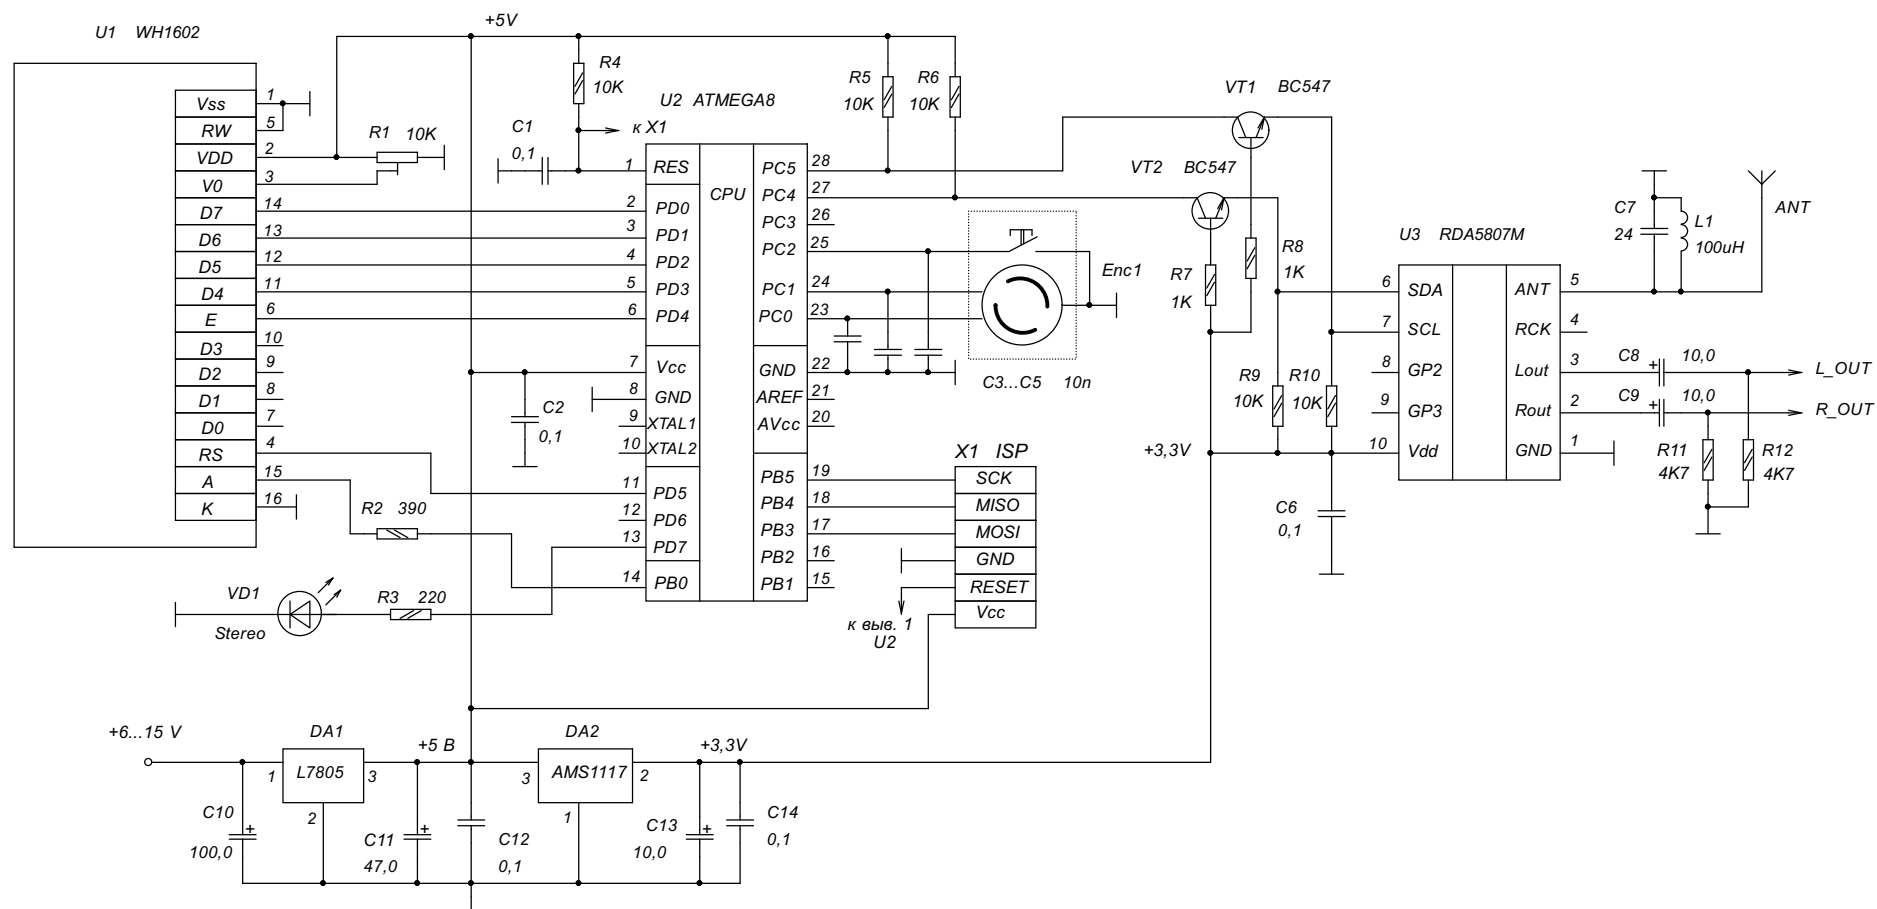 +5V
U1 WH1602
Vss 1
RW 5
VDD 2
V0 3
D7 14
D6 13
D5 12
D4 11
E 6
D3 10
D2 9
D1 8
D0 7
RS 4
A 15
K 16
R1 10K
R4
10K
C1
0,1
к X1
U2 ATMEGA8
CPU
1 RES
2 PD0
3 PD1
4 PD2
5 PD3
6 PD4
7 Vcc
8 GND
9 XTAL1
10 XTAL2
11 PD5
12 PD6
13 PD7
14 PB0
PC5 28
PC4 27
PC3 26
PC2 25
PC1 24
PC0 23
GND 22
AREF 21
AVcc 20
PB5 19
PB4 18
PB3 17
PB2 16
PB1 15
C2
0,1
R2 390
R3 220
VD1
Stereo
R5
10K
R6
10K
VT1 BC547
VT2 BC547
R7
1K
R8
1K
Enc1
C3...C5 10n
X1 ISP
SCK
MISO
MOSI
GND
RESET
Vcc
к выв. 1
U2
R9
10K
R10
10K
+3,3V
C6
0,1
U3 RDA5807M
6 SDA
7 SCL
8 GP2
9 GP3
10 Vdd
ANT 5
RCK 4
Lout 3
Rout 2
GND 1
C7
24
L1
100uH
ANT
C8 + 10,0
L_OUT
C9 + 10,0
R_OUT
R11
4K7
R12
4K7
+6...15 V
DA1
1 L7805 3
2
+5 В
DA2
3 AMS1117 2
1
+3,3V
C10 +
100,0
C11 +
47,0
C12
0,1
C13 +
10,0
C14
0,1